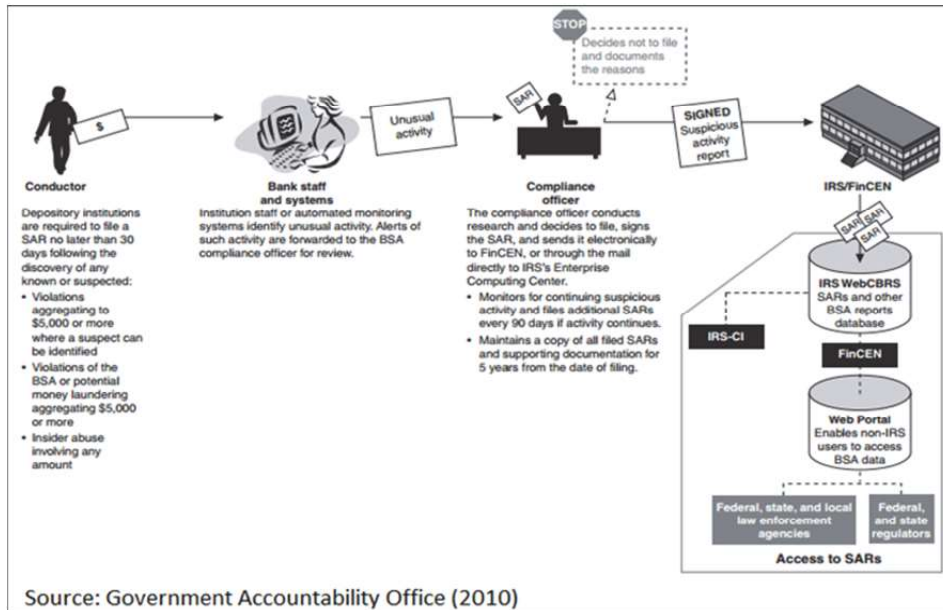 STOP
Decides not to file
and documents
the reasons
$
Unusual
activity
SAR
SIGNED
Suspicious
activity
report
Conductor
Depository institutions
are required to file a
SAR no later than 30
days following the
discovery of any
known or suspected:
• Violations
aggregating to
$5,000 or more
where a suspect can
be identified
• Violations of the
BSA or potential
money laundering
aggregating $5,000
or more
• Insider abuse
involving any
amount
Bank staff
and systems
Institution staff or automated monitoring
systems identify unusual activity. Alerts of
such activity are forwarded to the BSA
compliance officer for review.
Compliance
officer
The compliance officer conducts
research and decides to file, signs
the SAR, and sends it electronically
to FinCEN, or through the mail
directly to IRS's Enterprise
Computing Center.
• Monitors for continuing suspicious
activity and files additional SARs
every 90 days if activity continues.
• Maintains a copy of all filed SARs
and supporting documentation for
5 years from the date of filing.
IRS/FinCEN
SAR
SAR
SAR
IRS WebCBRS
SARs and other
BSA reports
database
IRS-CI
FinCEN
Web Portal
Enables non-IRS
users to access
BSA data
Federal, state, and local
law enforcement
agencies
Federal,
and state
regulators
Access to SARs
Source: Government Accountability Office (2010)